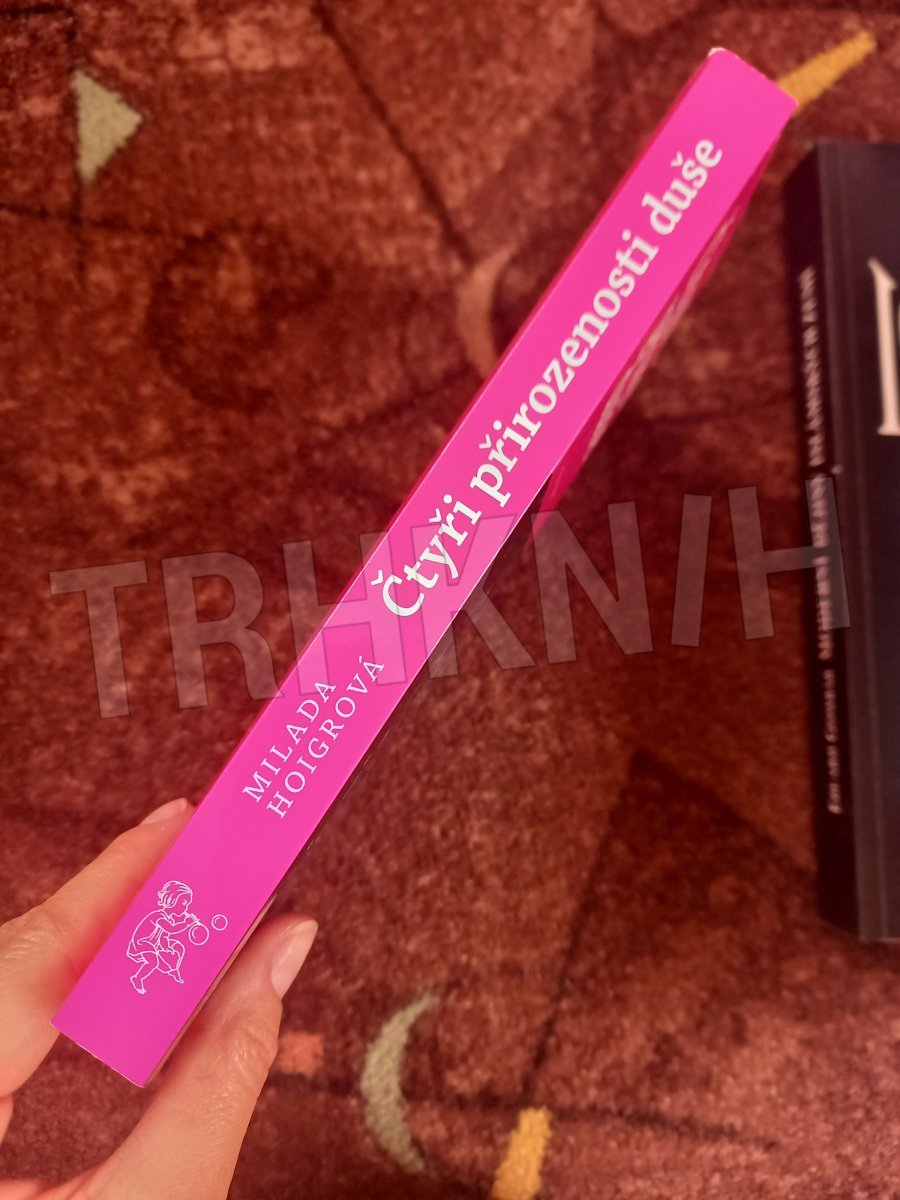 MILADA
HOIGROVÁ
Čtyři přirozenosti duše
TRHKNIH